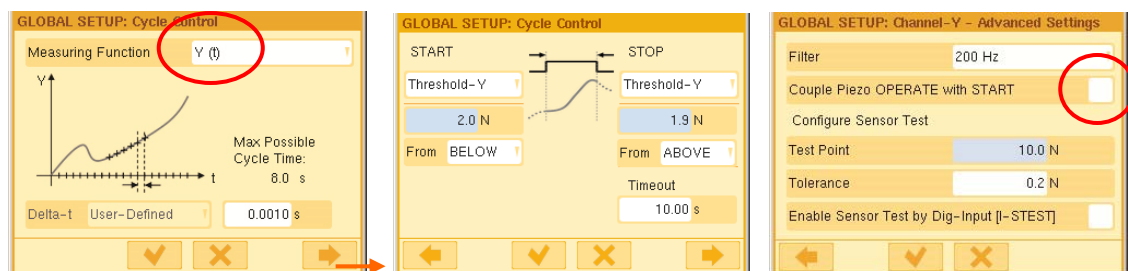 GLOBAL SETUP: Cycle Control
Measuring Function Y (t)
Y
t
Max Possible
Cycle Time:
8.0 s
Delta-t User-Defined 0.0010 s
GLOBAL SETUP: Cycle Control
START STOP
Threshold-Y Threshold-Y
2.0 N 1.9 N
From BELOW From ABOVE
Timeout
10.00 s
GLOBAL SETUP: Channel-Y - Advanced Settings
Filter 200 Hz
Couple Piezo OPERATE with START
Configure Sensor Test
Test Point 10.0 N
Tolerance 0.2 N
Enable Sensor Test by Dig-Input [I-STEST]